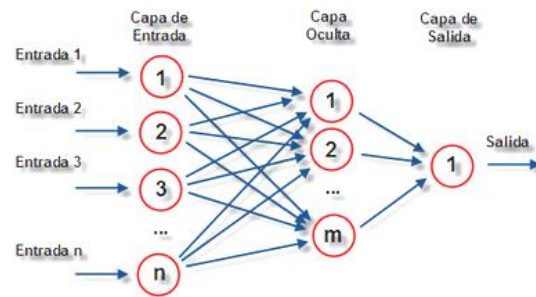 Capa de
Entrada
Capa
Oculta
Capa de
Salida
Entrada 1
1
1
Entrada 2
2
2
Salida
1
Entrada 3
3
...
...
m
Entrada n
n